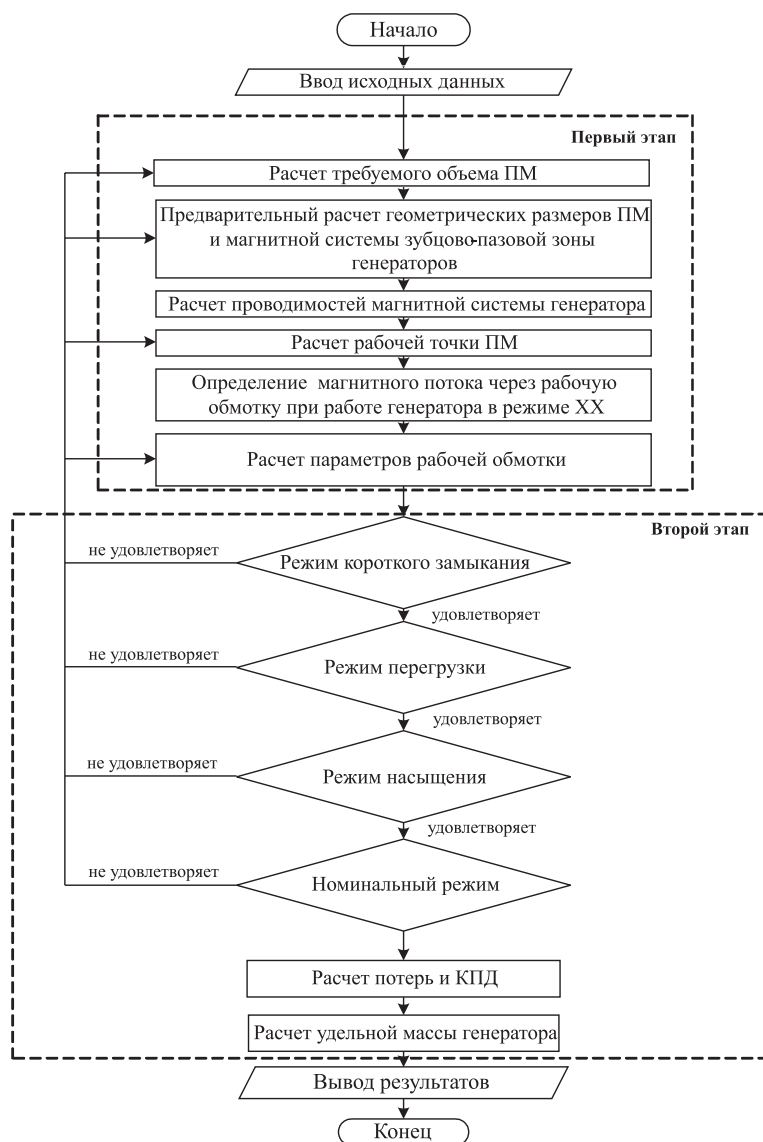 Начало
Ввод исходных данных
Первый этап
Расчет требуемого объема ПМ
Предварительный расчет геометрических размеров ПМ
и магнитной системы зубцово-пазовой зоны
генераторов
Расчет проводимостей магнитной системы генератора
Расчет рабочей точки ПМ
Определение магнитного потока через рабочую
обмотку при работе генератора в режиме ХХ
Расчет параметров рабочей обмотки
Второй этап
не удовлетворяет
Режим короткого замыкания
удовлетворяет
не удовлетворяет
Режим перегрузки
удовлетворяет
не удовлетворяет
Режим насыщения
удовлетворяет
не удовлетворяет
Номинальный режим
Расчет потерь и КПД
Расчет удельной массы генератора
Вывод результатов
Конец